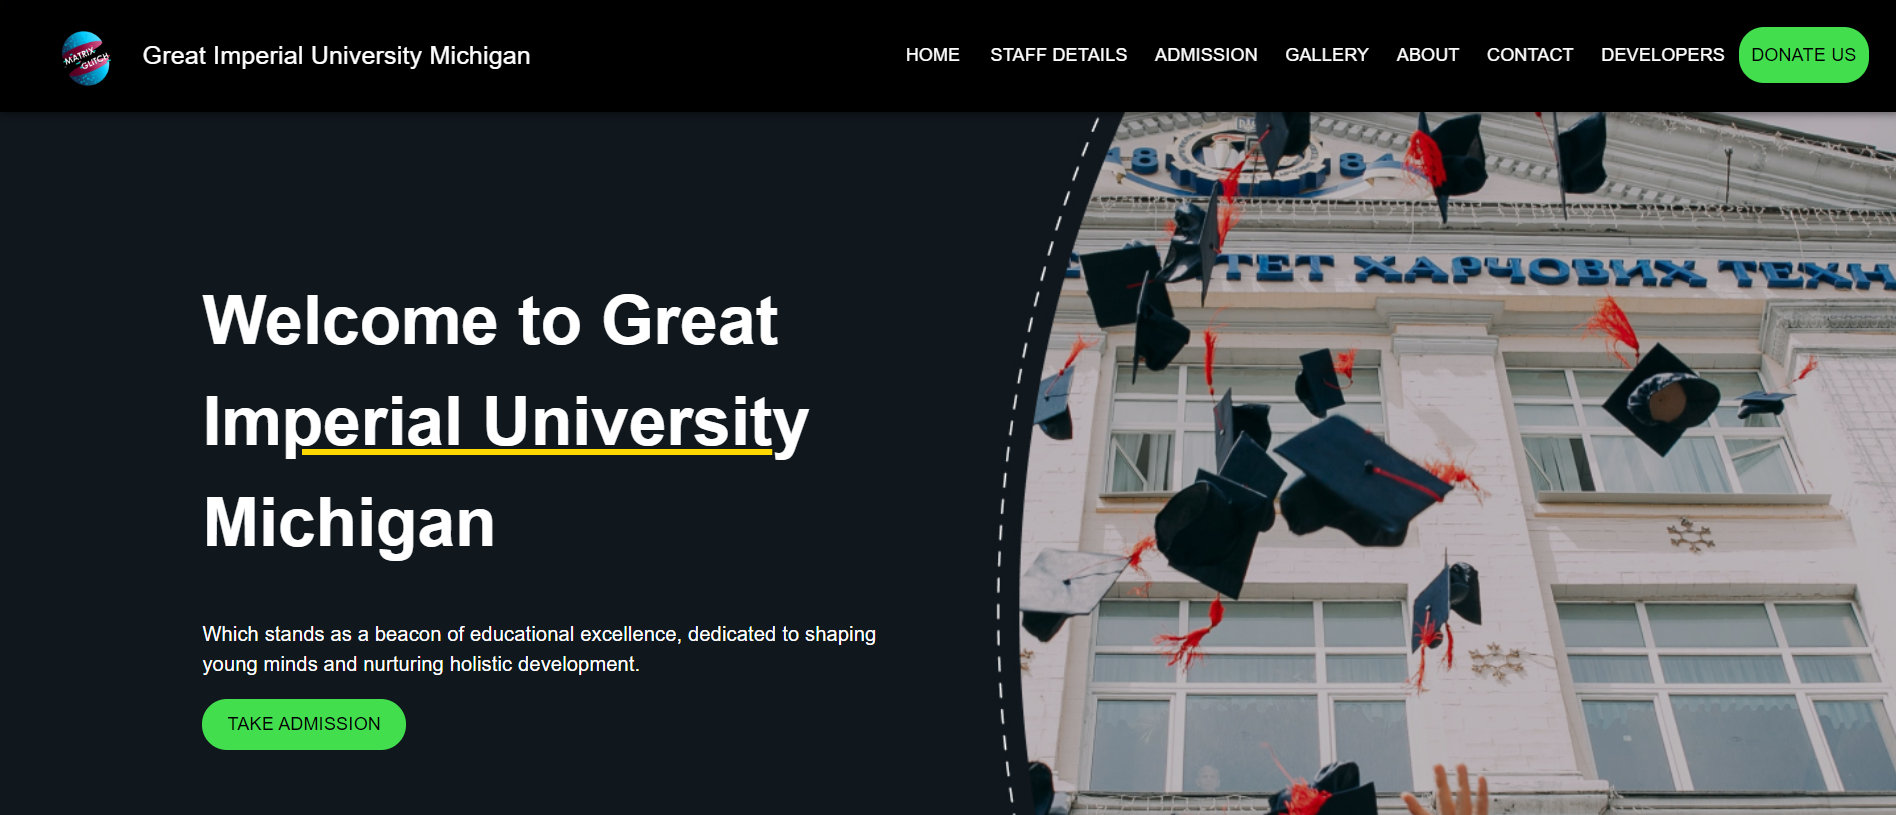 MATRIX
GLITCH
Great Imperial University Michigan
HOME STAFF DETAILS ADMISSION GALLERY ABOUT CONTACT DEVELOPERS DONATE US
18 84
ТЕТ ХАРЧОВИХ ТЕХН
Welcome to Great
Imperial University
Michigan
Which stands as a beacon of educational excellence, dedicated to shaping
young minds and nurturing holistic development.
TAKE ADMISSION